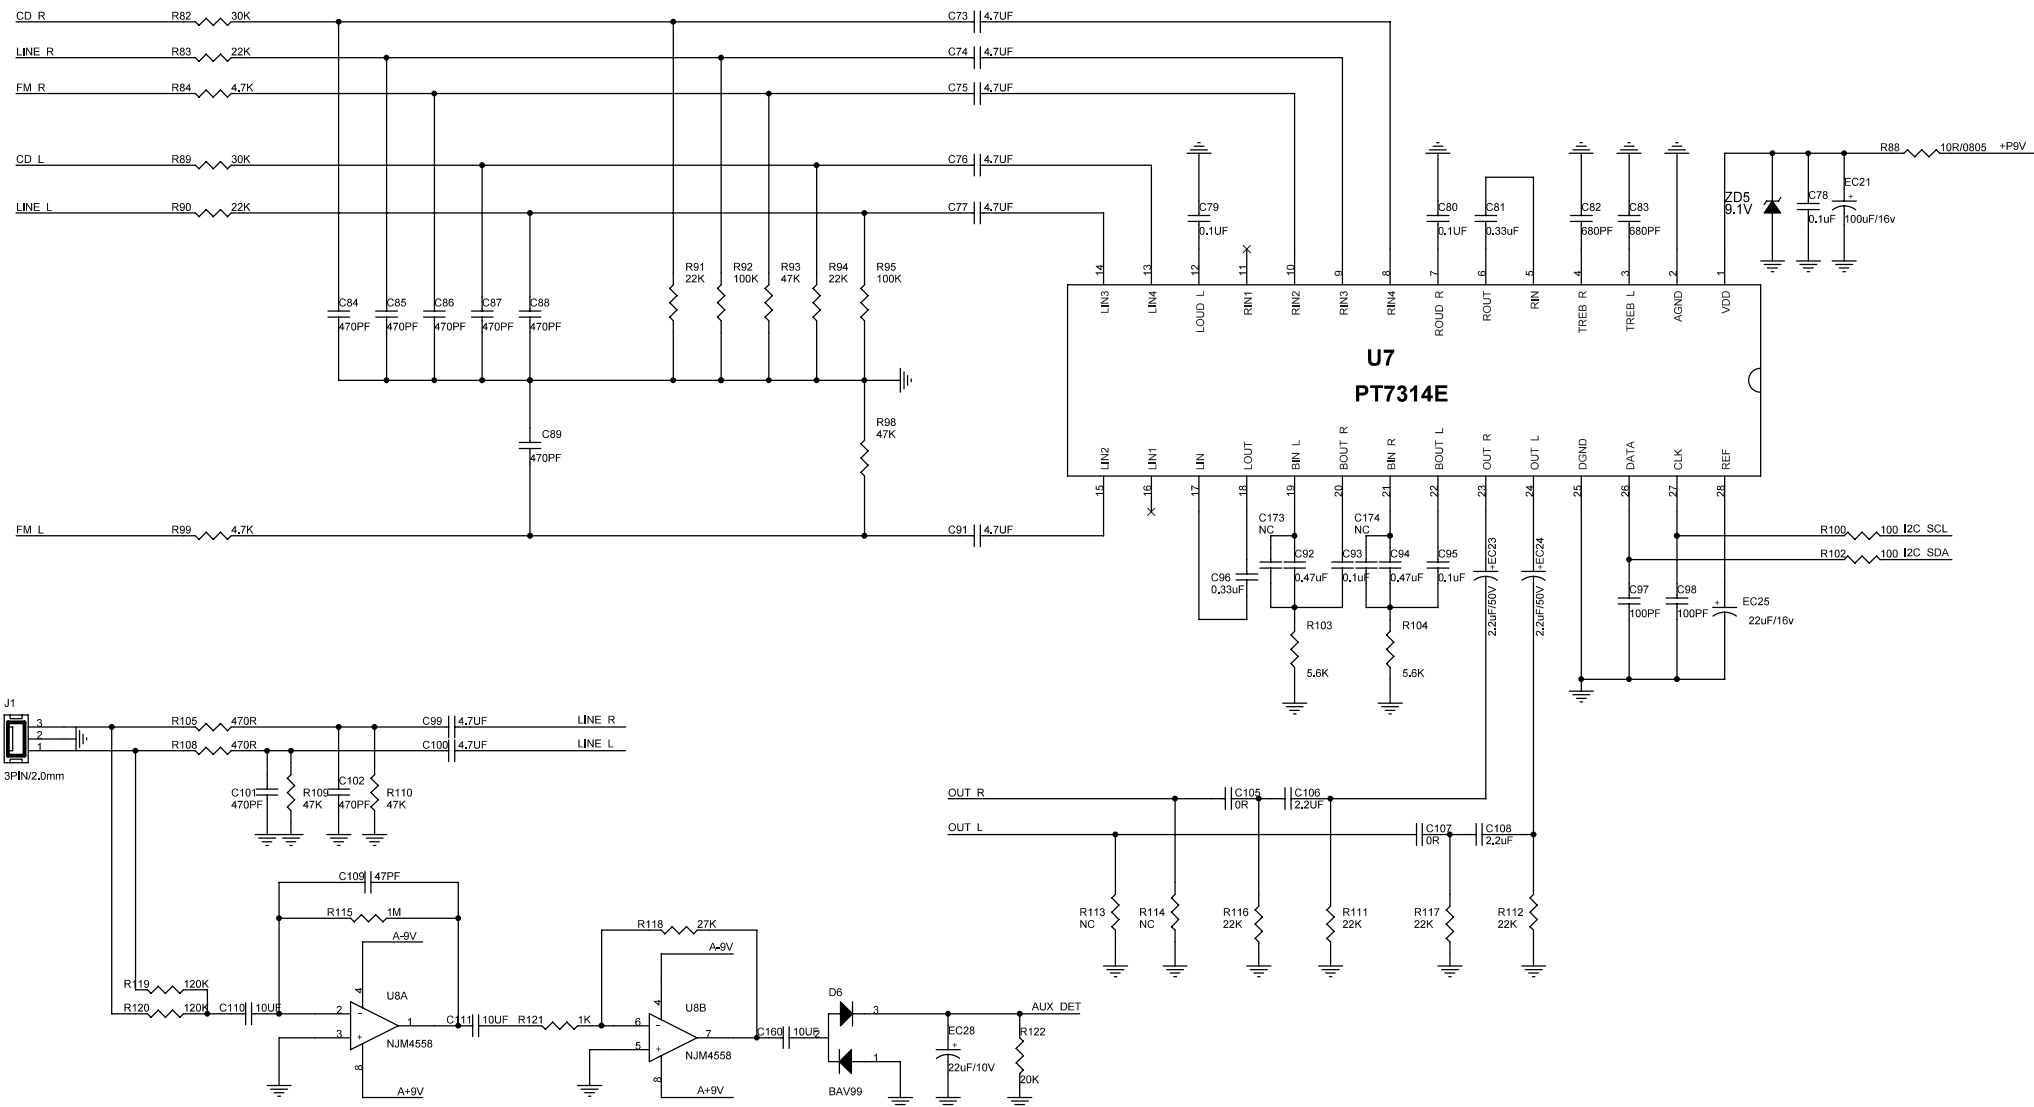 CD R R82 30K C73 4.7UF
LINE R R83 22K C74 4.7UF
FM R R84 4.7K C75 4.7UF
CD L R89 30K C76 4.7UF
LINE L R90 22K C77 4.7UF
R88 10R/0805 +P9V
C79 0.1UF
C80 0.1UF
C81 0.33uF
C82 680PF
C83 680PF
ZD5 9.1V
C78 0.1uF
EC21 + 100uF/16v
R91 22K
R92 100K
R93 47K
R94 22K
R95 100K
C84 470PF
C85 470PF
C86 470PF
C87 470PF
C88 470PF
14 13 12 11 10 9 8 7 6 5 4 3 2 1
LIN3 LIN4 LOUD L RIN1 RIN2 RIN3 RIN4 ROUD R ROUT RIN TREB R TREB L AGND VDD
U7
PT7314E
LIN2 LIN1 LIN LOUT BIN L BOUT R BIN R BOUT L OUT R OUT L DGND DATA CLK REF
15 16 17 18 19 20 21 22 23 24 25 26 27 28
C89 470PF
R98 47K
FM L R99 4.7K C91 4.7UF
C173 NC
C92 0.47uF
C93 0.1uF
C174 NC
C94 0.47uF
C95 0.1uF
C96 0.33uF
+EC23 2.2uF/50V
+EC24 2.2uF/50V
R100 100 I2C SCL
R102 100 I2C SDA
C97 100PF
C98 100PF
+ EC25 22uF/16v
R103 5.6K
R104 5.6K
J1
3
2
1
3PIN/2.0mm
R105 470R C99 4.7UF LINE R
R108 470R C100 4.7UF LINE L
C101 470PF
R109 47K
C102 470PF
R110 47K
OUT R C105 0R C106 2.2UF
OUT L C107 0R C108 2.2uF
R113 NC
R114 NC
R116 22K
R111 22K
R117 22K
R112 22K
C109 47PF
R115 1M
A-9V
R118 27K
A-9V
R119 120K
R120 120K
C110 10UF
4 U8A
2 -
3 +
1
8
NJM4558
A+9V
C111 10UF R121 1K
4 U8B
6 -
5 +
7
8
NJM4558
A+9V
C160 10UF
D6
3
2
1
BAV99
AUX DET
EC28 + 22uF/10V
R122 20K